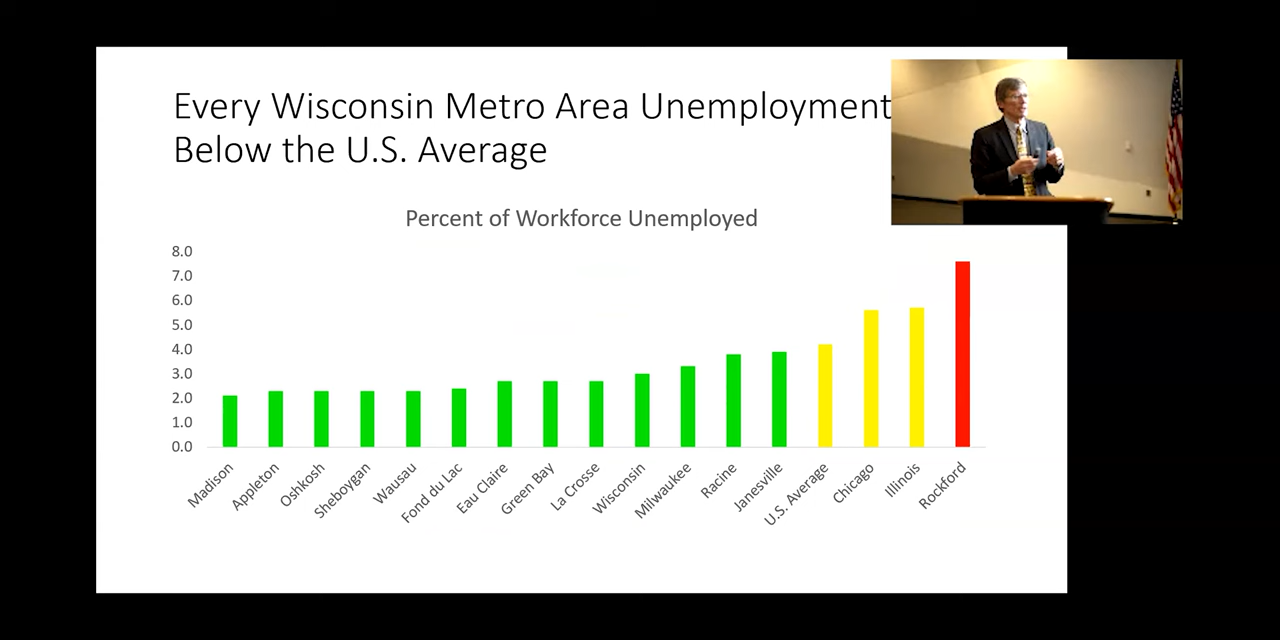 Every Wisconsin Metro Area Unemployment
Below the U.S. Average
Percent of Workforce Unemployed
8.0
7.0
6.0
5.0
4.0
3.0
2.0
1.0
0.0
Madison
Appleton
Oshkosh
Sheboygan
Wausau
Fond du Lac
Eau Claire
Green Bay
La Crosse
Wisconsin
Milwaukee
Racine
Janesville
U.S. Average
Chicago
Illinois
Rockford